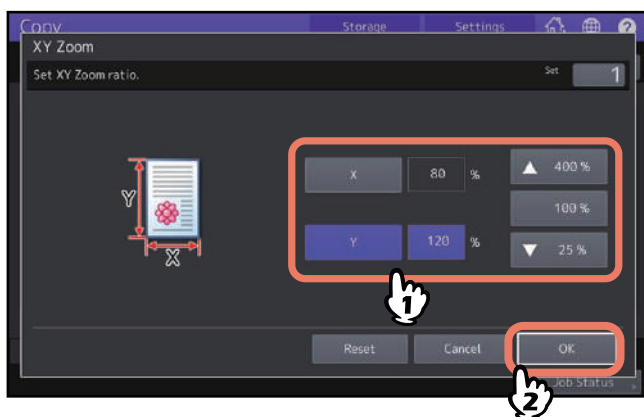 Copy Storage Settings
XY Zoom
Set XY Zoom ratio. Set 1
X 80 % 400 %
Y 100 %
Y 120 % 25 %
X
1
Reset Cancel OK
Job Status
2